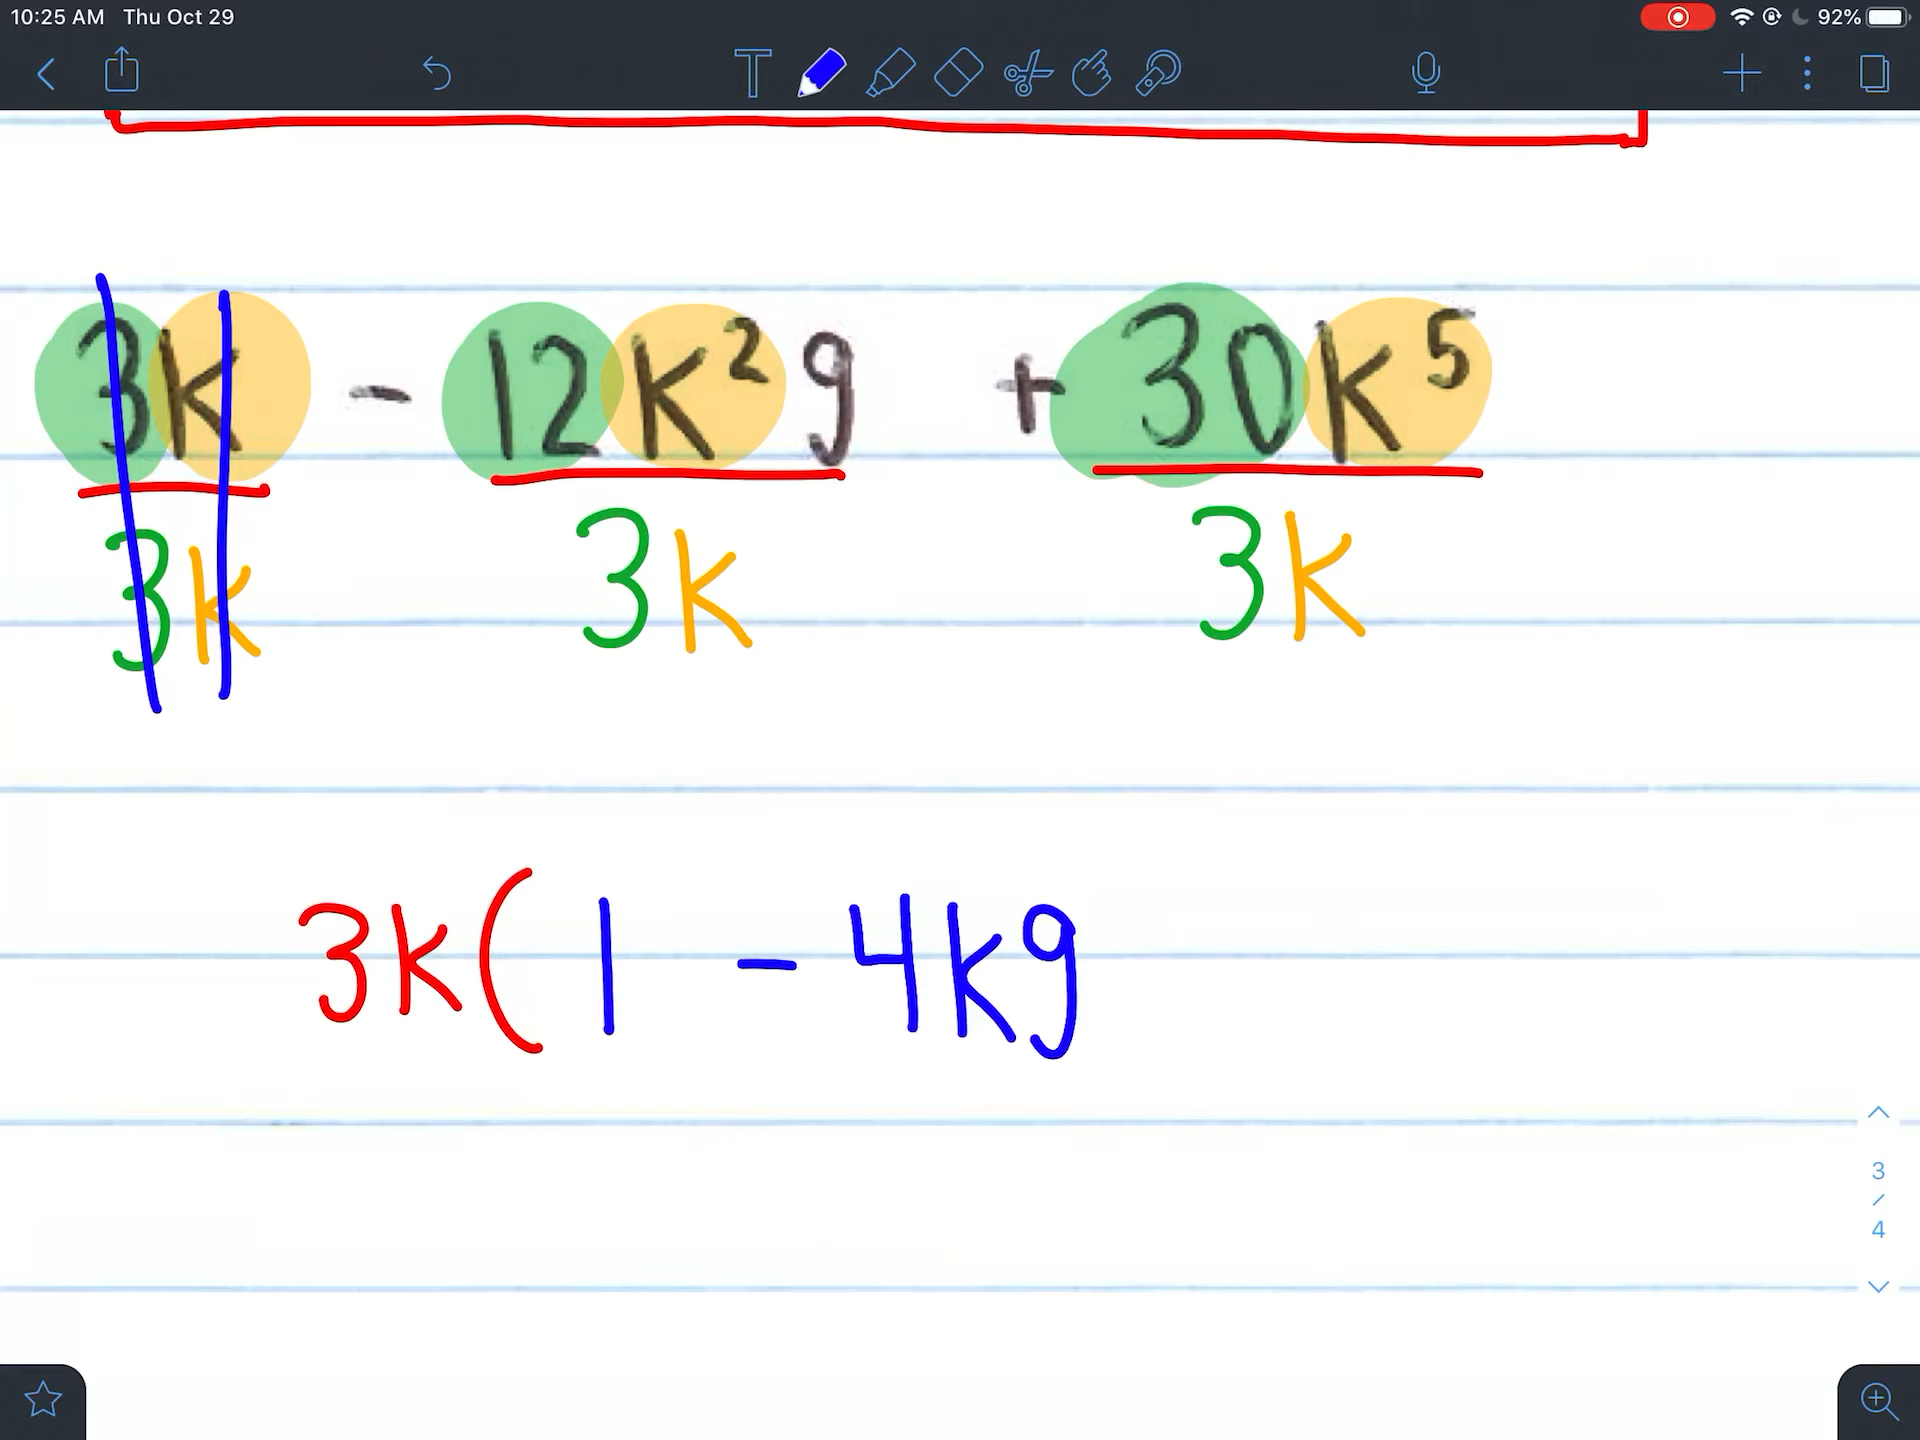 10:25 AM Thu Oct 29 92%
T
3k - 12k²g + 30k⁵
3k 3k 3k
3k( 1 - 4kg
3
/
4